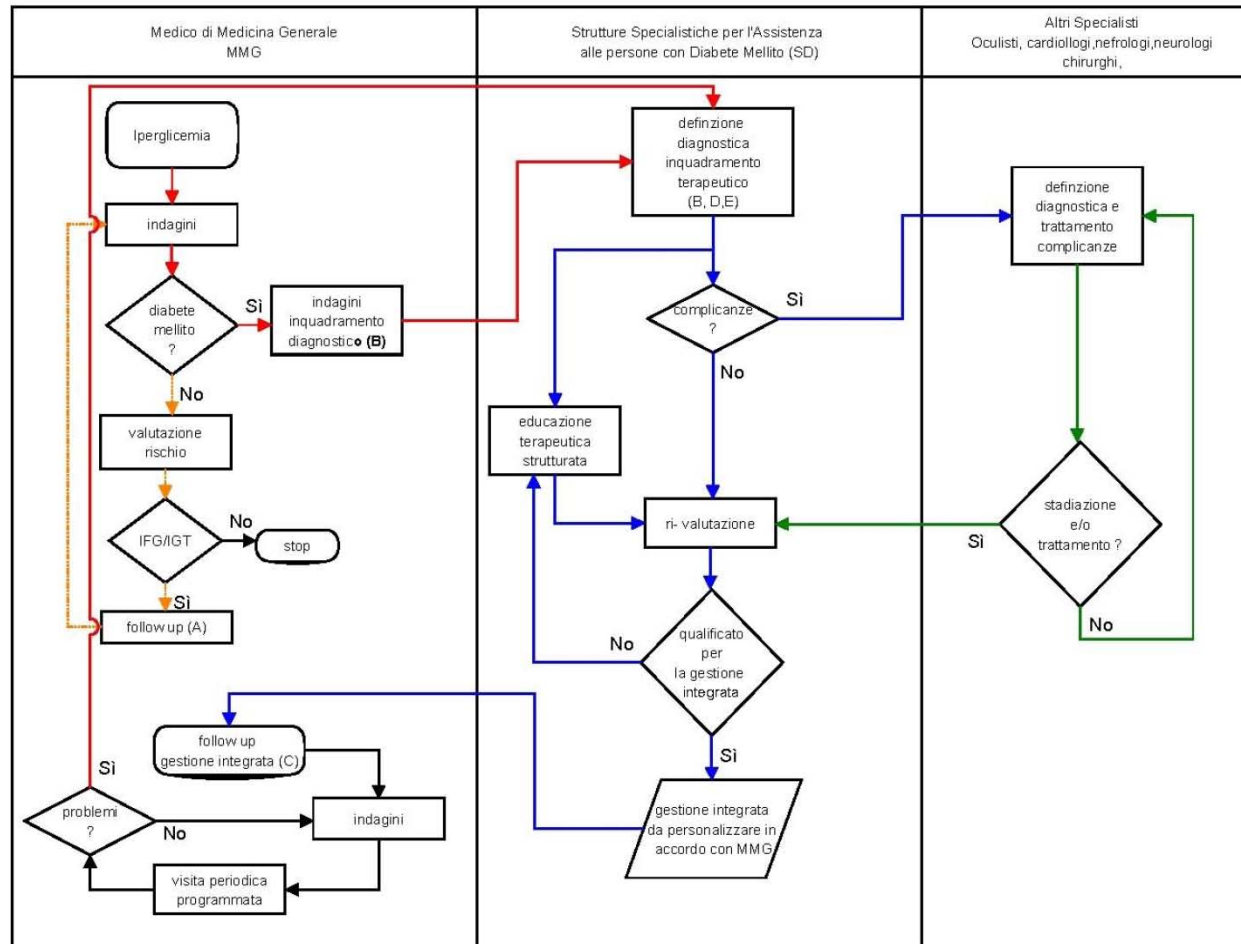 Medico di Medicina Generale
MMG
Strutture Specialistiche per l'Assistenza
alle persone con Diabete Mellito (SD)
Altri Specialisti
Oculisti, cardiollogi,nefrologi,neurologi
chirurghi,
Iperglicemia
indagini
diabete
mellito
?
Sì
indagini
inquadramento
diagnostico (B)
No
valutazione
rischio
IFG/IGT
No
stop
Sì
follow up (A)
follow up
gestione integrata (C)
Sì
problemi
?
No
indagini
visita periodica
programmata
definzione
diagnostica
inquadramento
terapeutico
(B, D,E)
complicanze
?
Sì
No
educazione
terapeutica
strutturata
ri- valutazione
qualificato
per
la gestione
integrata
No
Sì
gestione integrata
da personalizzare in
accordo con MMG
definzione
diagnostica e
trattamento
complicanze
stadiazione
e/o
trattamento ?
Sì
No